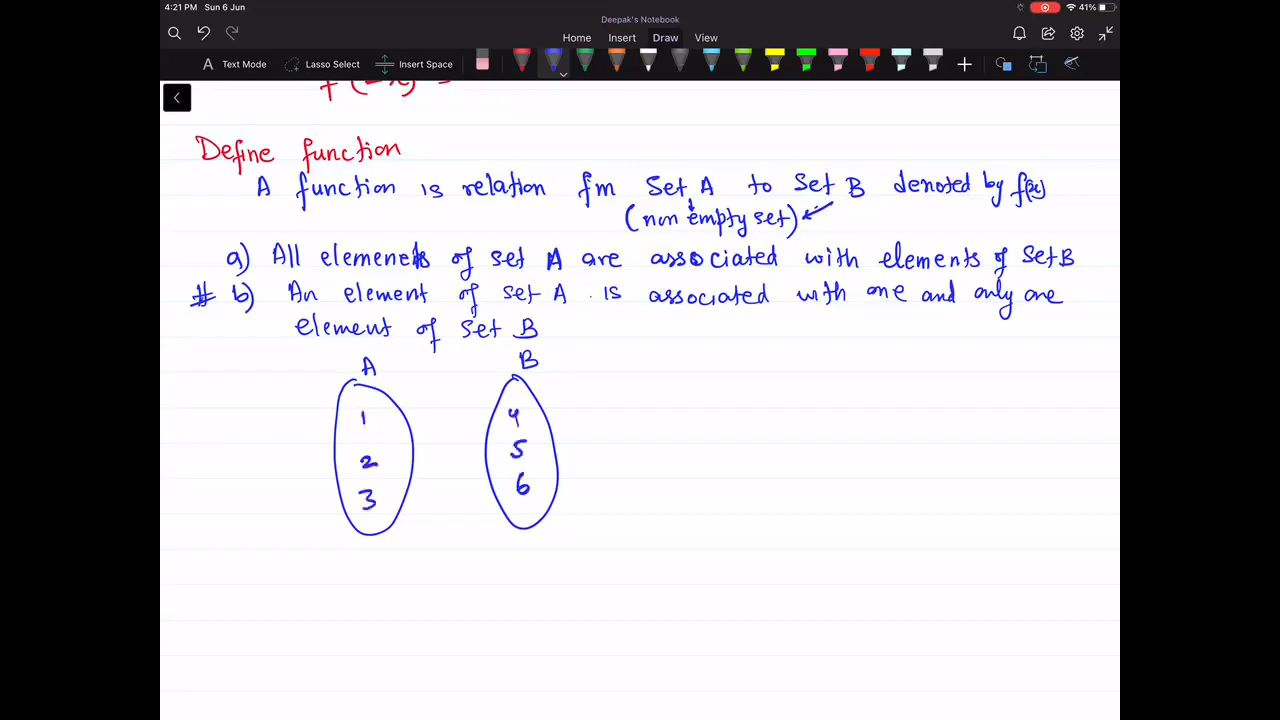 4:21 PM Sun 6 Jun
41%
Deepak's Notebook
Home Insert Draw View
Text Mode Lasso Select Insert Space
Define function
A function is relation fm Set A to Set B denoted by f(x)
(non empty set)
a) All elemenets of set A are associated with elements of Set B
# b) An element of set A is associated with one and only one
element of set B
A B
1 4
2 5
3 6